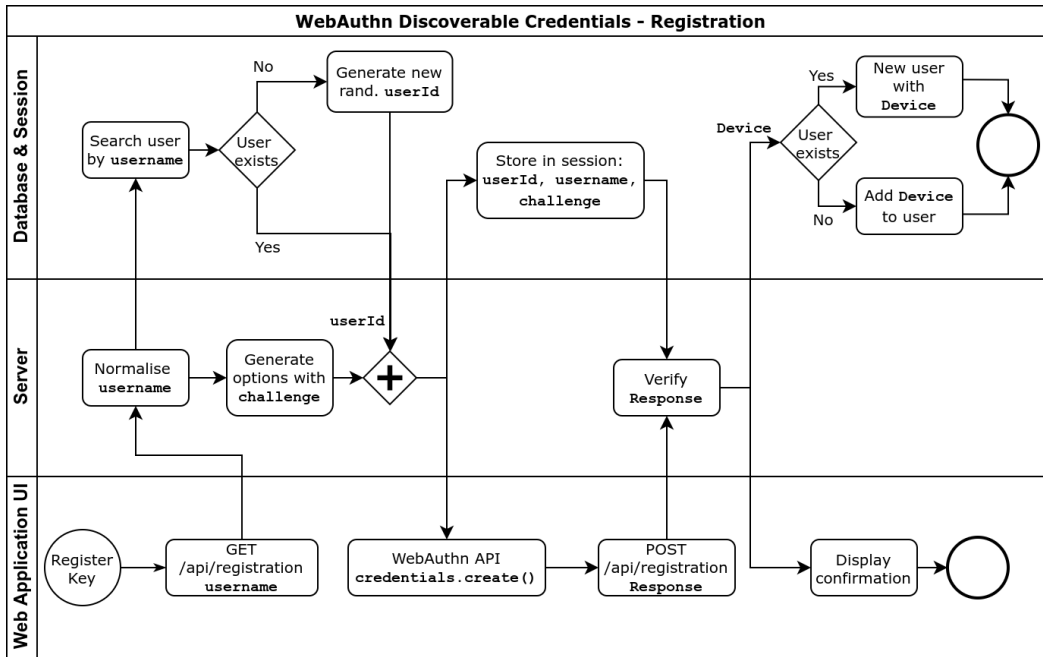 WebAuthn Discoverable Credentials - Registration
Database & Session
No
Generate new
rand. userId
Search user
by username
User
exists
Yes
Store in session:
userId, username,
challenge
Device
User
exists
Yes
New user
with
Device
No
Add Device
to user
Server
userId
Normalise
username
Generate
options with
challenge
Verify
Response
Web Application UI
Register
Key
GET
/api/registration
username
WebAuthn API
credentials.create()
POST
/api/registration
Response
Display
confirmation